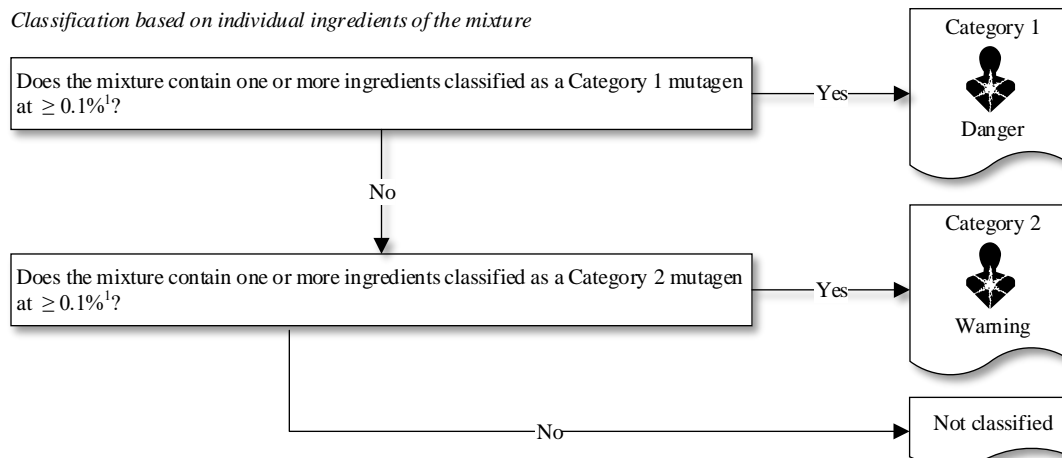 Classification based on individual ingredients of the mixture
Category 1
Does the mixture contain one or more ingredients classified as a Category 1 mutagen
at ≥ 0.1%¹?
Yes
Danger
No
Category 2
Does the mixture contain one or more ingredients classified as a Category 2 mutagen
at ≥ 0.1%¹?
Yes
Warning
No
Not classified